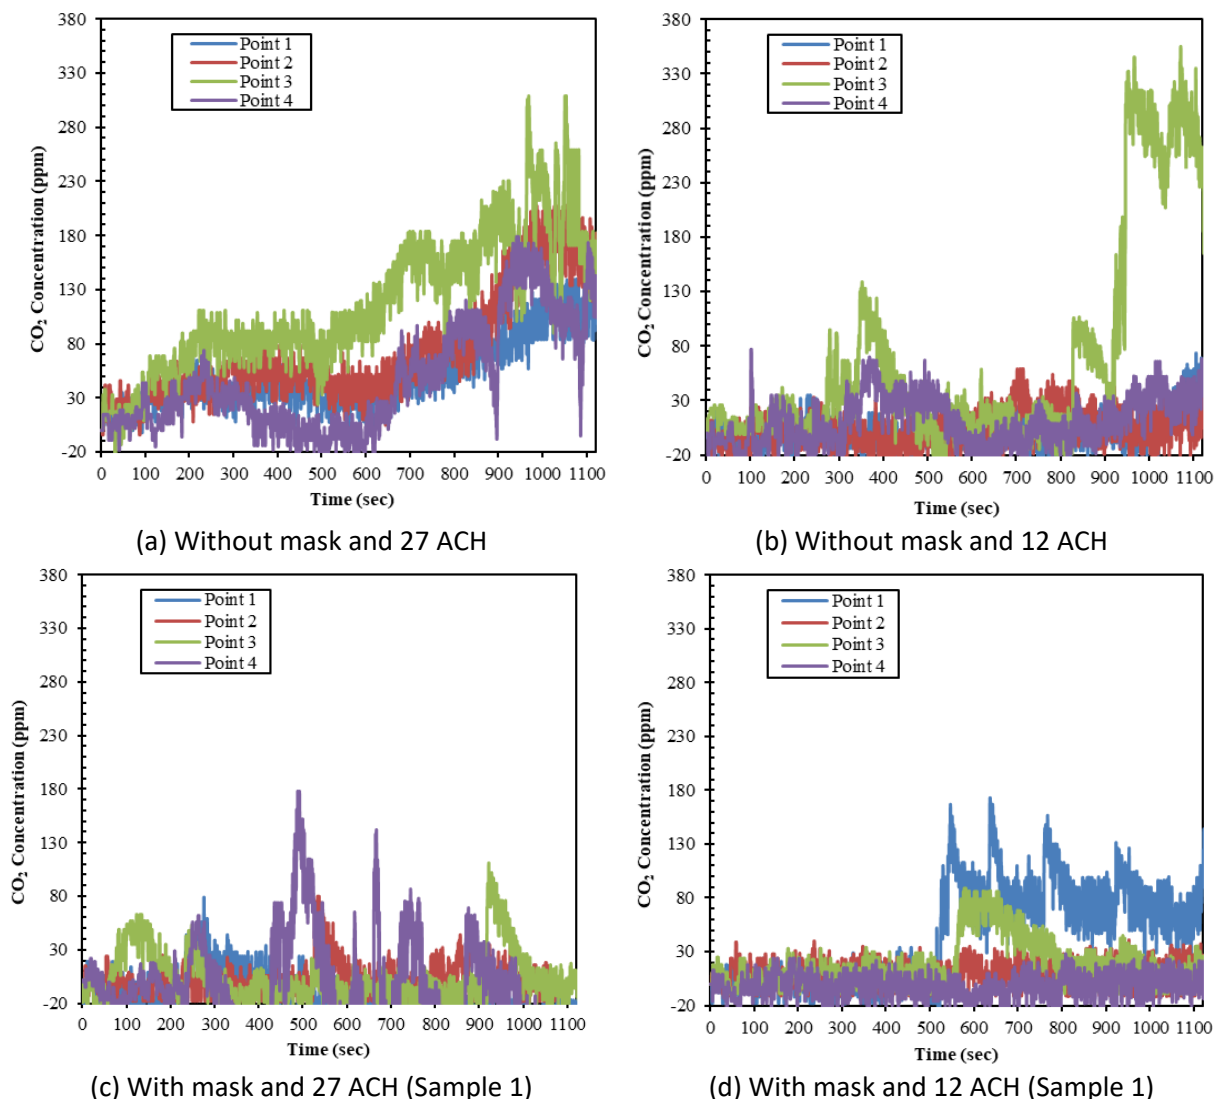 380
330
280
230
180
130
80
30
-20
CO₂ Concentration (ppm)
Point 1
Point 2
Point 3
Point 4
0 100 200 300 400 500 600 700 800 900 1000 1100
Time (sec)
(a) Without mask and 27 ACH
380
330
280
230
180
130
80
30
-20
CO₂ Concentration (ppm)
Point 1
Point 2
Point 3
Point 4
0 100 200 300 400 500 600 700 800 900 1000 1100
Time (sec)
(b) Without mask and 12 ACH
380
330
280
230
180
130
80
30
-20
CO₂ Concentration (ppm)
Point 1
Point 2
Point 3
Point 4
0 100 200 300 400 500 600 700 800 900 1000 1100
Time (sec)
(c) With mask and 27 ACH (Sample 1)
380
330
280
230
180
130
80
30
-20
CO₂ Concentration (ppm)
Point 1
Point 2
Point 3
Point 4
0 100 200 300 400 500 600 700 800 900 1000 1100
Time (sec)
(d) With mask and 12 ACH (Sample 1)